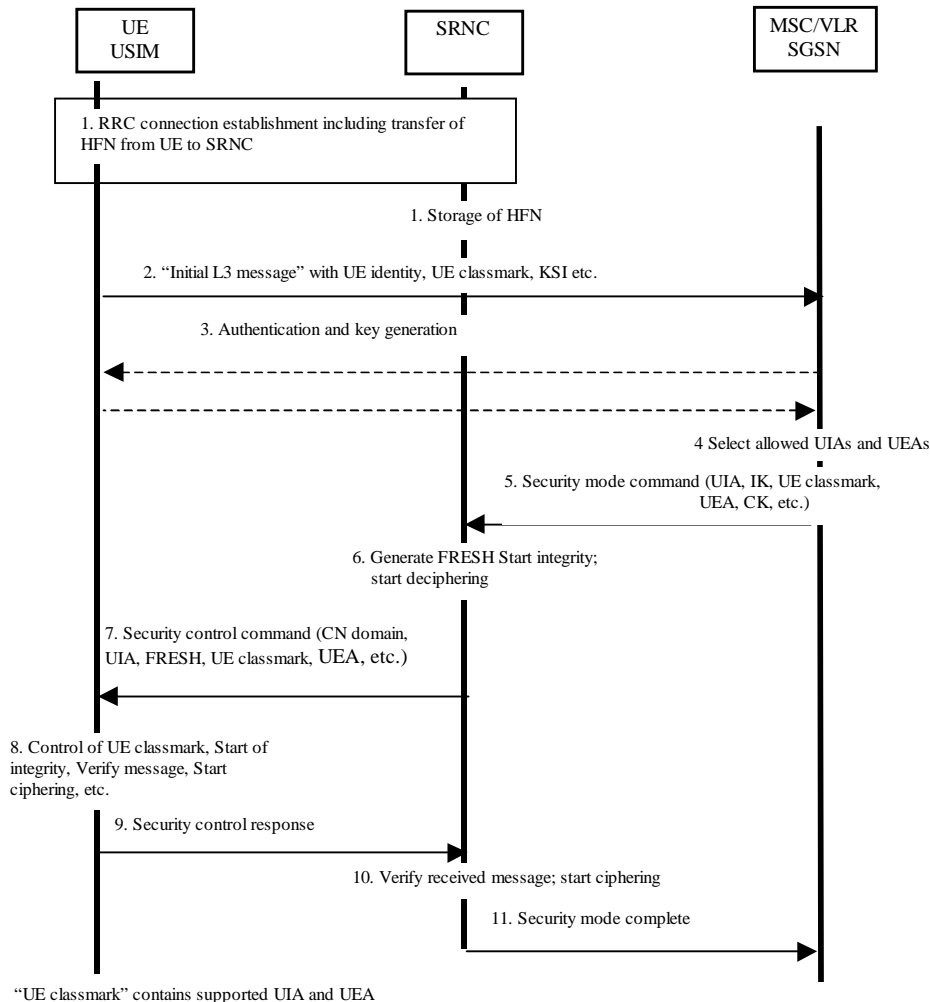 UE
USIM
SRNC
MSC/VLR
SGSN
1. RRC connection establishment including transfer of
HFN from UE to SRNC
1. Storage of HFN
2. “Initial L3 message” with UE identity, UE classmark, KSI etc.
3. Authentication and key generation
4 Select allowed UIAs and UEAs
5. Security mode command (UIA, IK, UE classmark,
UEA, CK, etc.)
6. Generate FRESH Start integrity;
start deciphering
7. Security control command (CN domain,
UIA, FRESH, UE classmark, UEA, etc.)
8. Control of UE classmark, Start of
integrity, Verify message, Start
ciphering, etc.
9. Security control response
10. Verify received message; start ciphering
11. Security mode complete
“UE classmark” contains supported UIA and UEA